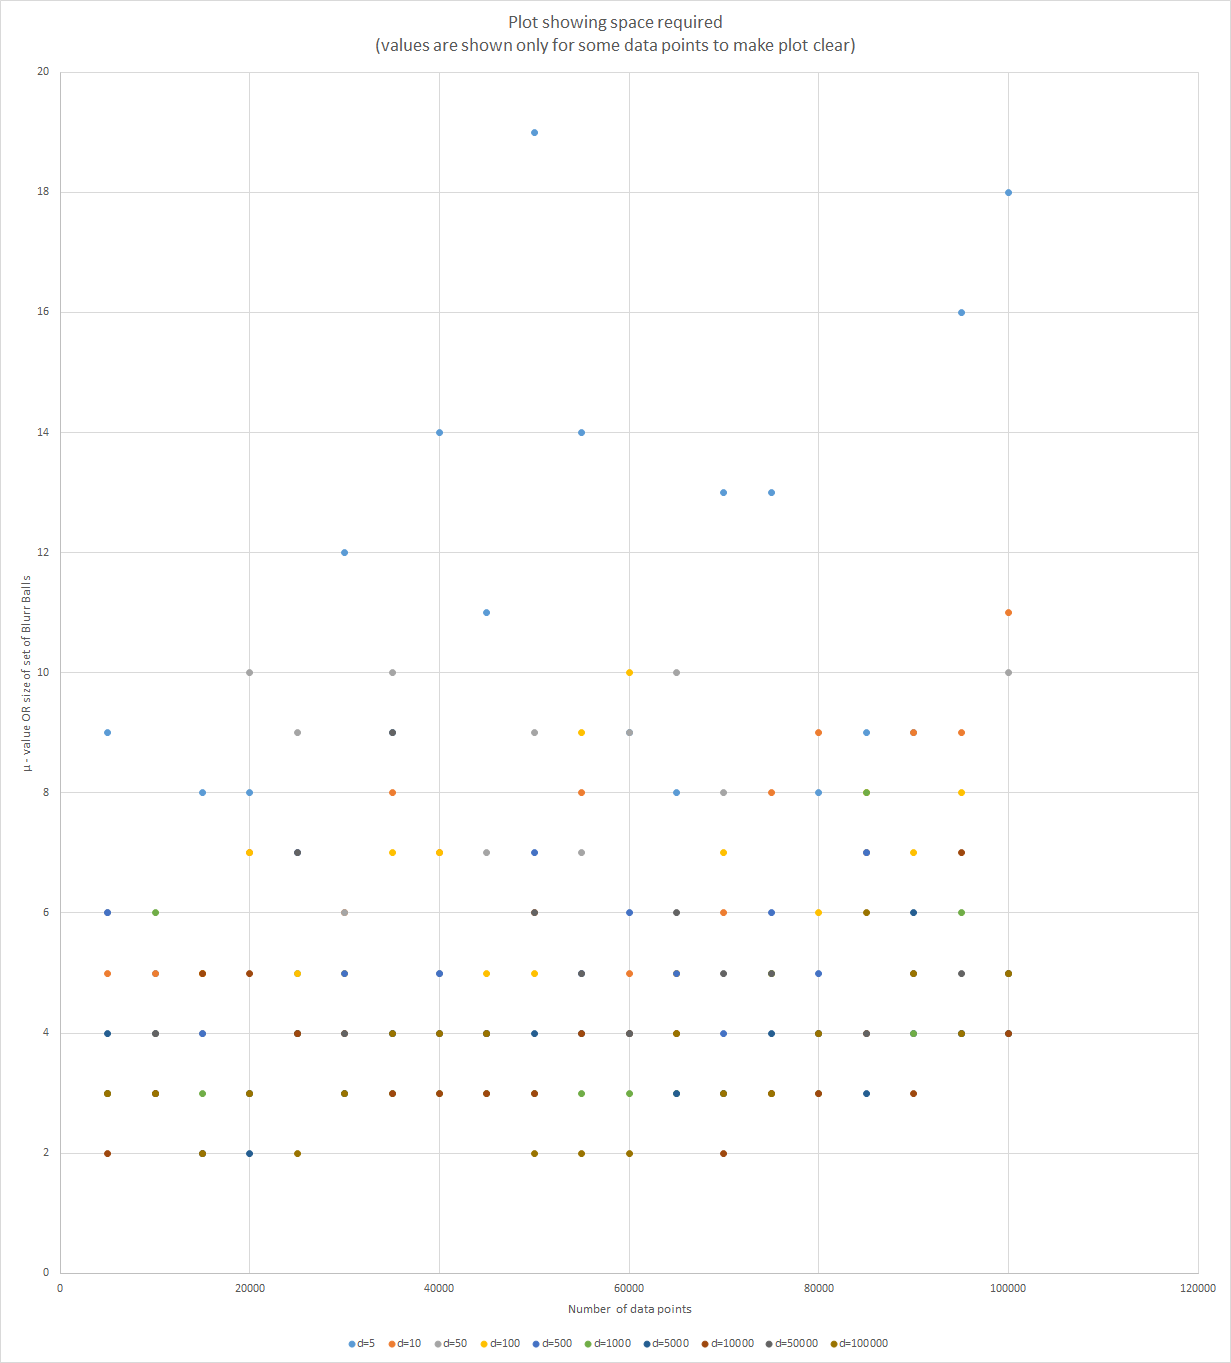 Plot showing space required
(values are shown only for some data points to make plot clear)
20
18
16
14
12
10
8
6
4
2
0
μ - value OR size of set of Blurr Balls
0 20000 40000 60000 80000 100000 120000
Number of data points
d=5 d=10 d=50 d=100 d=500 d=1000 d=5000 d=10000 d=50000 d=100000